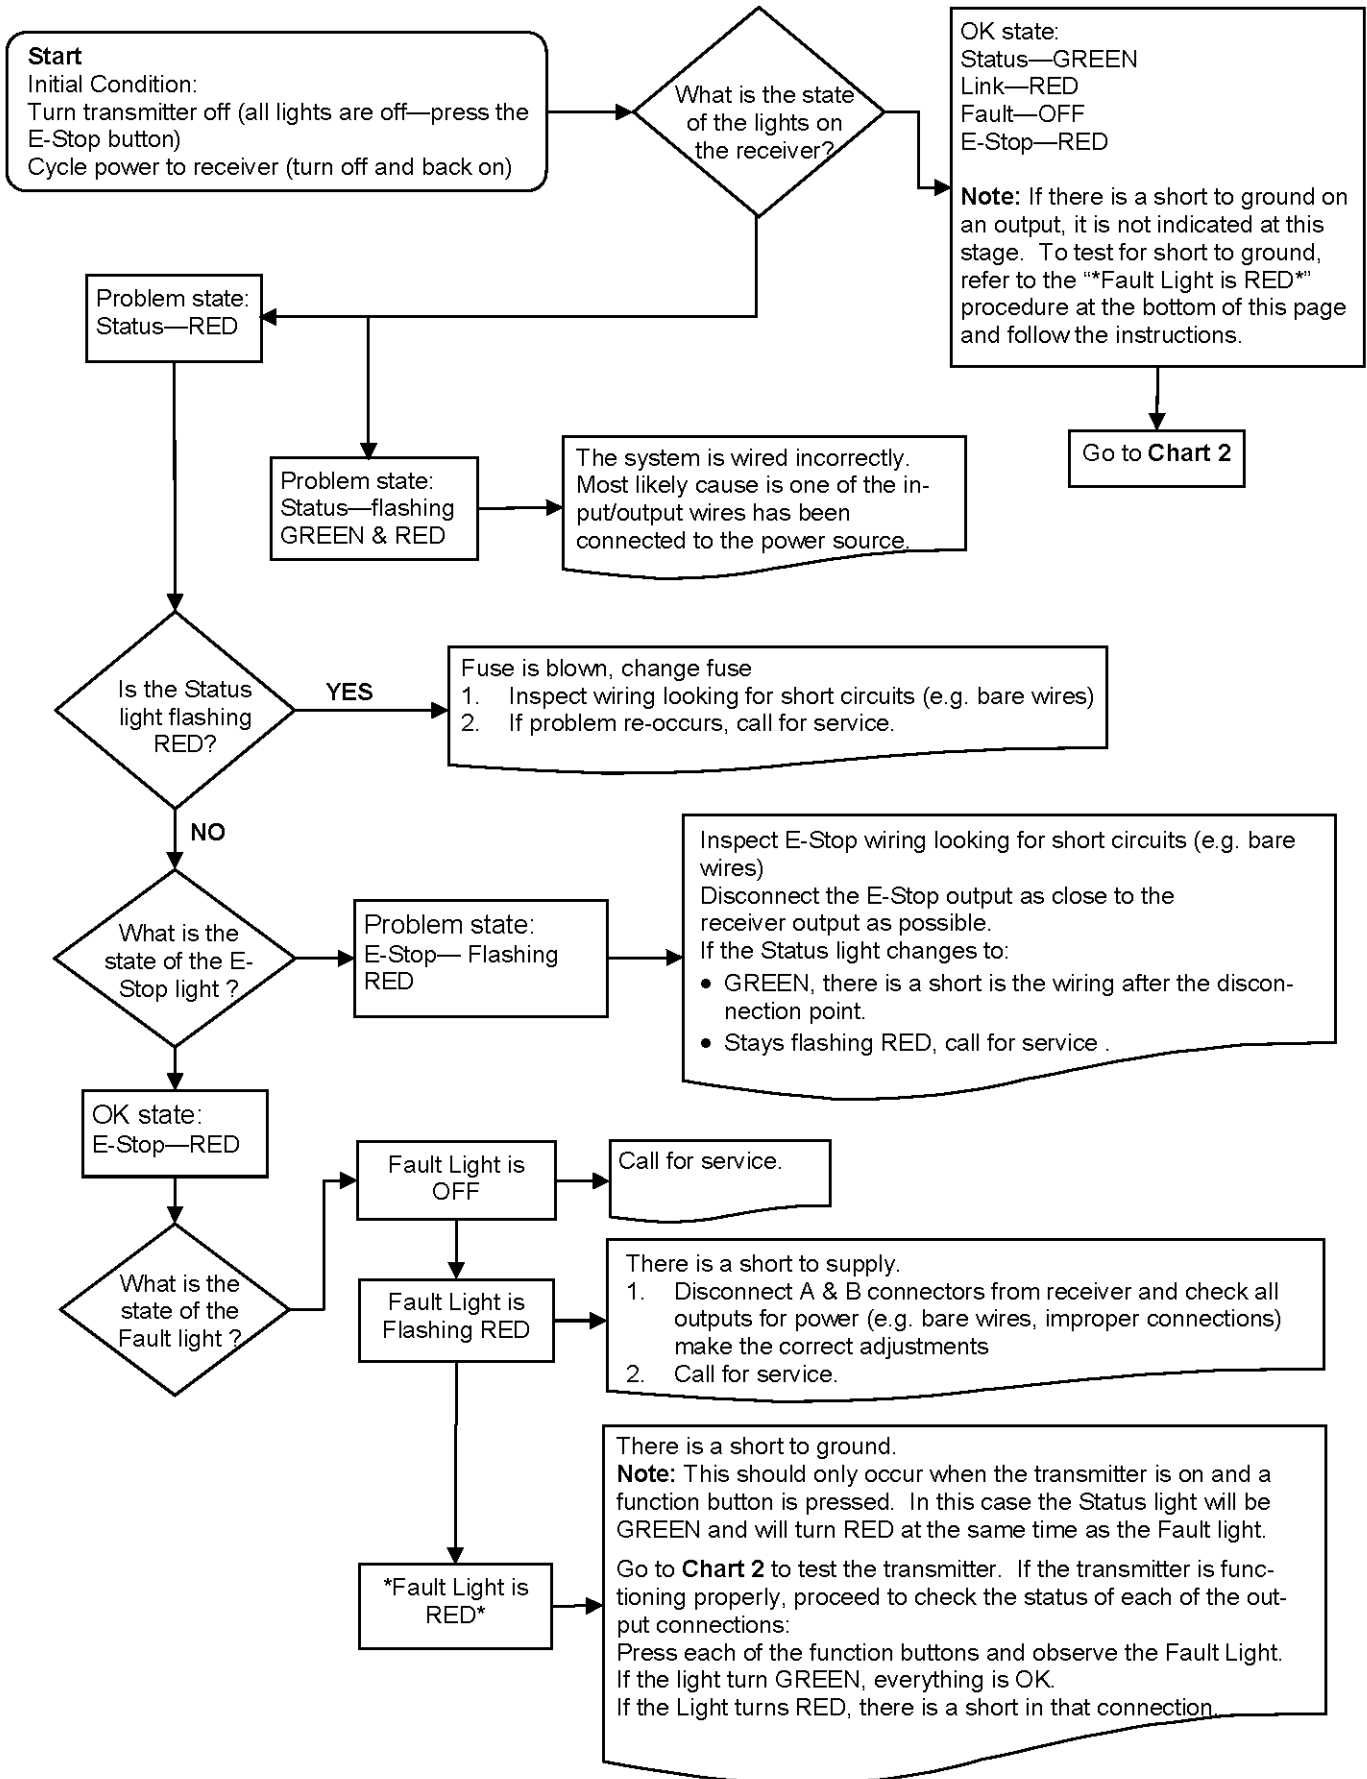 Start
Initial Condition:
Turn transmitter off (all lights are off—press the
E-Stop button)
Cycle power to receiver (turn off and back on)
What is the state
of the lights on
the receiver?
OK state:
Status—GREEN
Link—RED
Fault—OFF
E-Stop—RED
Note: If there is a short to ground on
an output, it is not indicated at this
stage. To test for short to ground,
refer to the “*Fault Light is RED*”
procedure at the bottom of this page
and follow the instructions.
Go to Chart 2
Problem state:
Status—RED
Problem state:
Status—flashing
GREEN & RED
The system is wired incorrectly.
Most likely cause is one of the in-
put/output wires has been
connected to the power source.
Is the Status
light flashing
RED?
YES
Fuse is blown, change fuse
1. Inspect wiring looking for short circuits (e.g. bare wires)
2. If problem re-occurs, call for service.
NO
What is the
state of the E-
Stop light ?
Problem state:
E-Stop— Flashing
RED
Inspect E-Stop wiring looking for short circuits (e.g. bare
wires)
Disconnect the E-Stop output as close to the
receiver output as possible.
If the Status light changes to:
• GREEN, there is a short is the wiring after the discon-
nection point.
• Stays flashing RED, call for service .
OK state:
E-Stop—RED
What is the
state of the
Fault light ?
Fault Light is
OFF
Call for service.
Fault Light is
Flashing RED
There is a short to supply.
1. Disconnect A & B connectors from receiver and check all
outputs for power (e.g. bare wires, improper connections)
make the correct adjustments
2. Call for service.
*Fault Light is
RED*
There is a short to ground.
Note: This should only occur when the transmitter is on and a
function button is pressed. In this case the Status light will be
GREEN and will turn RED at the same time as the Fault light.
Go to Chart 2 to test the transmitter. If the transmitter is func-
tioning properly, proceed to check the status of each of the out-
put connections:
Press each of the function buttons and observe the Fault Light.
If the light turn GREEN, everything is OK.
If the Light turns RED, there is a short in that connection.